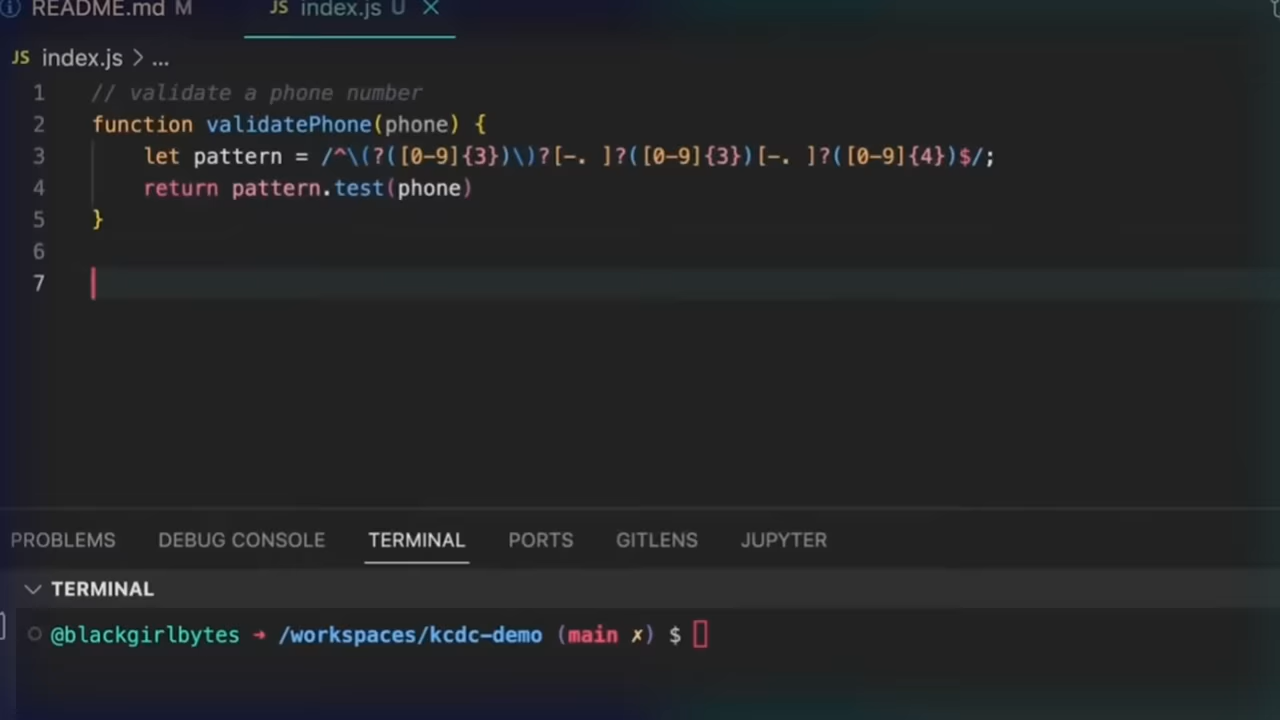 README.md M JS index.js U
JS index.js > ...
1 // validate a phone number
2 function validatePhone(phone) {
3 let pattern = /^\(?([0-9]{3})\)?[-. ]?([0-9]{3})[-. ]?([0-9]{4})$/;
4 return pattern.test(phone)
5 }
6
7
PROBLEMS DEBUG CONSOLE TERMINAL PORTS GITLENS JUPYTER
TERMINAL
@blackgirlbytes → /workspaces/kcdc-demo (main ✗) $